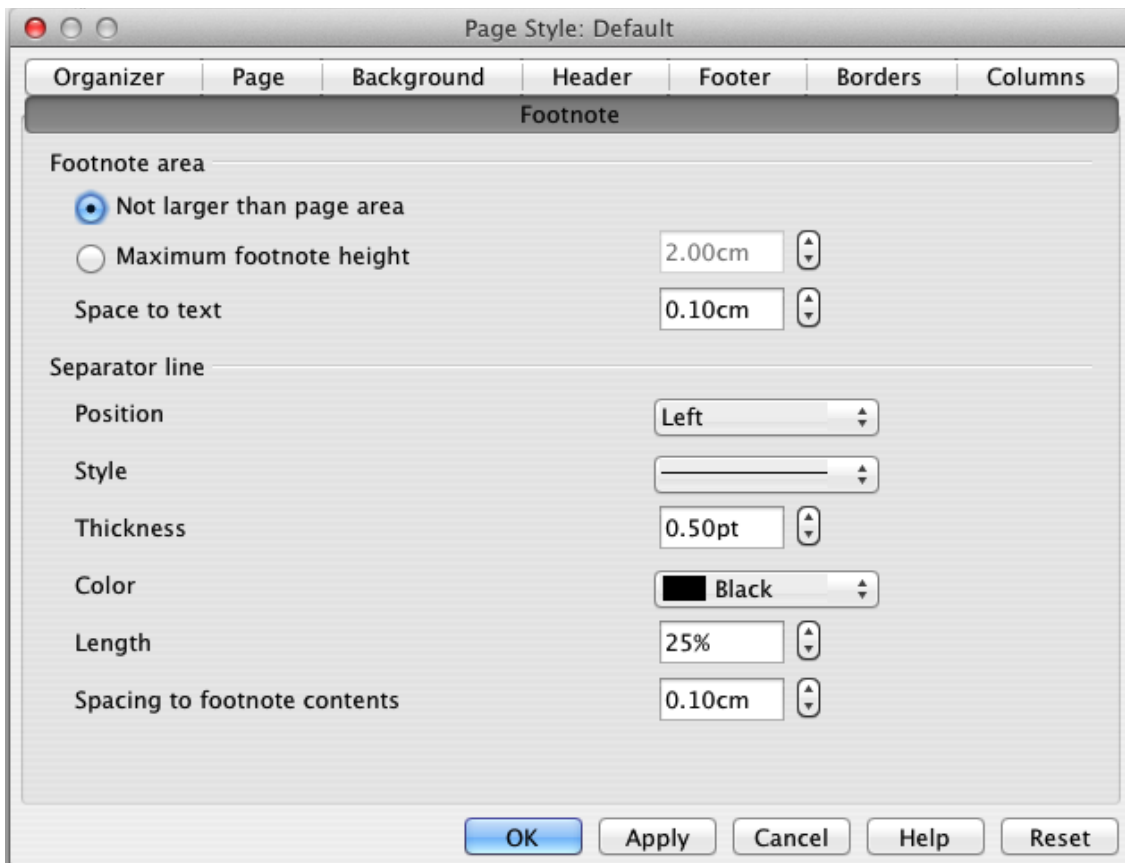 Page Style: Default
Organizer Page Background Header Footer Borders Columns
Footnote
Footnote area
Not larger than page area
Maximum footnote height 2.00cm
Space to text 0.10cm
Separator line
Position Left
Style
Thickness 0.50pt
Color Black
Length 25%
Spacing to footnote contents 0.10cm
OK Apply Cancel Help Reset